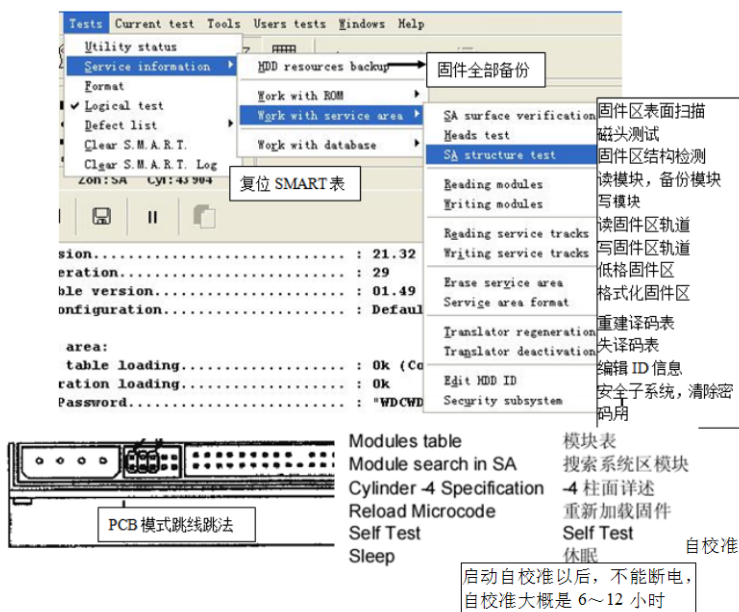 Tests Current test Tools Users tests Windows Help
Utility status
Service information
Format
Logical test
Defect list
Clear S.M.A.R.T.
Clear S.M.A.R.T. Log
HDD resources backup
固件全部备份
Work with ROM
Work with service area
Work with database
复位 SMART 表
SA surface verification 固件区表面扫描
Heads test 磁头测试
SA structure test 固件区结构检测
Reading modules 读模块，备份模块
Writing modules 写模块
Reading service tracks 读固件区轨道
Writing service tracks 写固件区轨道
Erase service area 低格固件区
Service area format 格式化固件区
Translator regeneration 重建译码表
Translator deactivation 失译码表
Edit HDD ID 编辑 ID 信息
Security subsystem 安全子系统，清除密
码用
Zon:SA Cyl:43904
sion : 21.32
eration : 29
ble version : 01.49
onfiguration : Defaul
area:
table loading : Ok (Co
ration loading : Ok
Password : "WDCWD
PCB 模式跳线跳法
Modules table 模块表
Module search in SA 搜索系统区模块
Cylinder -4 Specification -4 柱面详述
Reload Microcode 重新加载固件
Self Test Self Test 自校准
Sleep 休眠
启动自校准以后，不能断电，
自校准大概是 6～12 小时